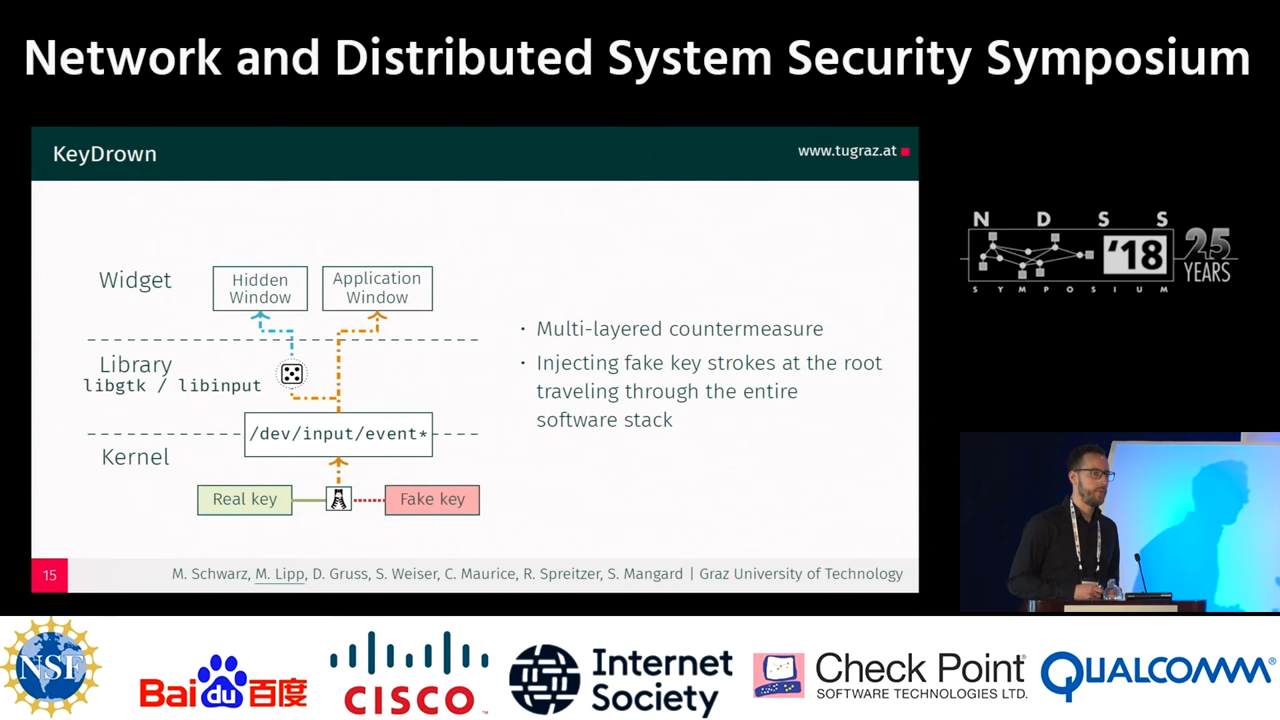 Network and Distributed System Security Symposium
KeyDrown
www.tugraz.at
Widget
Hidden
Window
Application
Window
Library
libgtk / libinput
/dev/input/event*
Kernel
Real key
Fake key
· Multi-layered countermeasure
· Injecting fake key strokes at the root
traveling through the entire
software stack
15
M. Schwarz, M. Lipp, D. Gruss, S. Weiser, C. Maurice, R. Spreitzer, S. Mangard | Graz University of Technology
N D S S
'18
25
YEARS
S Y M P O S I U M
NSF
Bai du 百度
CISCO™
Internet
Society
Check Point®
SOFTWARE TECHNOLOGIES LTD.
QUALCOMM®